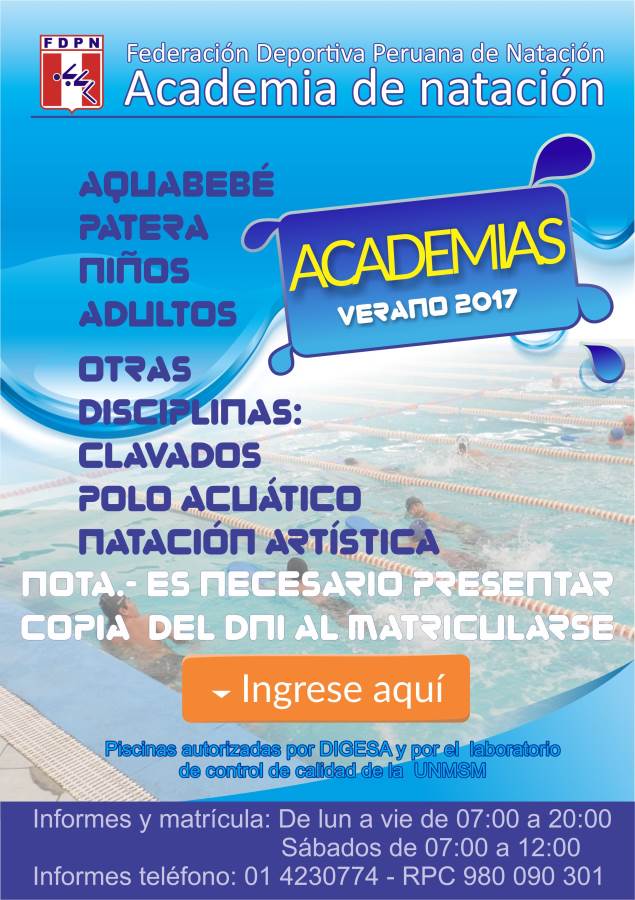 FDPN
Federación Deportiva Peruana de Natación
Academia de natación
AQUABEBÉ
PATERA
NIÑOS
ADULTOS
ACADEMIAS
VERANO 2017
OTRAS
DISCIPLINAS:
CLAVADOS
POLO ACUÁTICO
NATACIÓN ARTÍSTICA
NOTA.- ES NECESARIO PRESENTAR
COPIA DEL DNI AL MATRICULARSE
Ingrese aquí
Piscinas autorizadas por DIGESA y por el laboratorio
de control de calidad de la UNMSM
Informes y matrícula: De lun a vie de 07:00 a 20:00
Sábados de 07:00 a 12:00
Informes teléfono: 01 4230774 - RPC 980 090 301